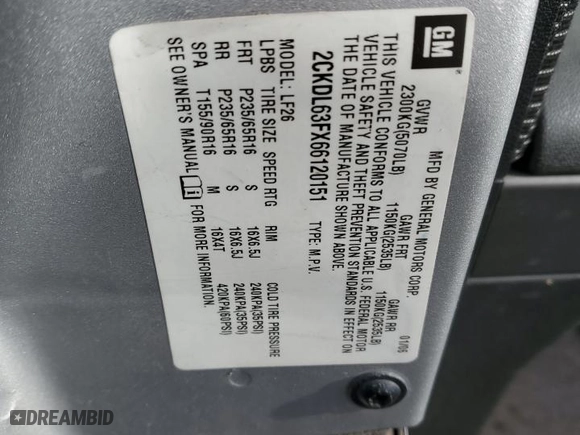 GM
MFD BY GENERAL MOTORS CORP. 01/06
GVWR GAWR FRT GAWR RR
2300KG(5070LB) 1150KG(2535LB) 1150KG(2535LB)
THIS VEHICLE CONFORMS TO ALL APPLICABLE U.S. FEDERAL MOTOR
VEHICLE SAFETY AND THEFT PREVENTION STANDARDS IN EFFECT ON
THE DATE OF MANUFACTURE SHOWN ABOVE.
2CKDL63FX66120151 TYPE: M.P.V.
MODEL: LF26
LPBS TIRE SIZE SPEED RTG RIM COLD TIRE PRESSURE
FRT P235/65R16 S 16X6.5J 240KPA(35PSI)
RR P235/65R16 S 16X6.5J 240KPA(35PSI)
SPA T155/90R16 M 16X4T 420KPA(60PSI)
SEE OWNER'S MANUAL FOR MORE INFORMATION.
DREAMBID